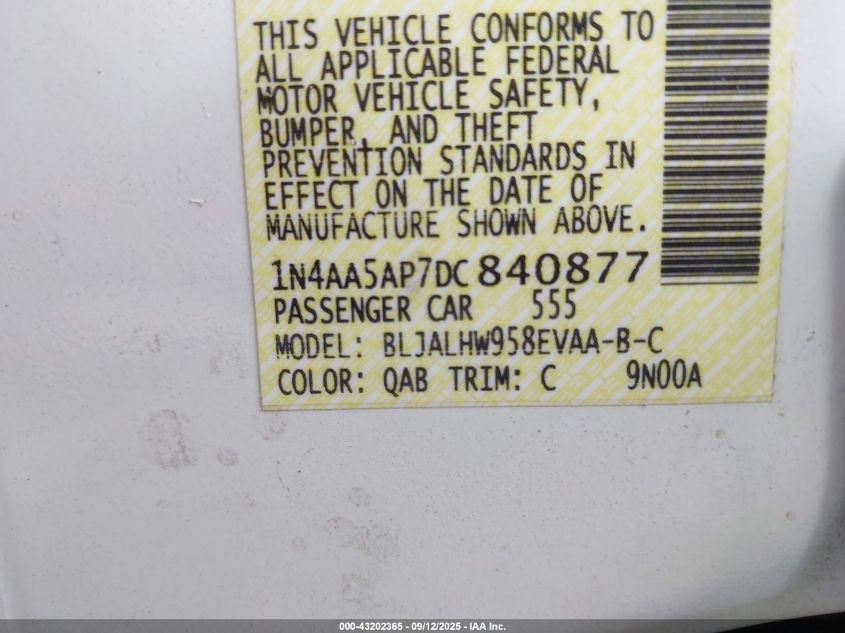 THIS VEHICLE CONFORMS TO
ALL APPLICABLE FEDERAL
MOTOR VEHICLE SAFETY,
BUMPER, AND THEFT
PREVENTION STANDARDS IN
EFFECT ON THE DATE OF
MANUFACTURE SHOWN ABOVE.
1N4AA5AP7DC840877
PASSENGER CAR 555
MODEL: BLJALHW958EVAA-B-C
COLOR: QAB TRIM: C 9N00A
000-43202365 - 09/12/2025 - IAA Inc.